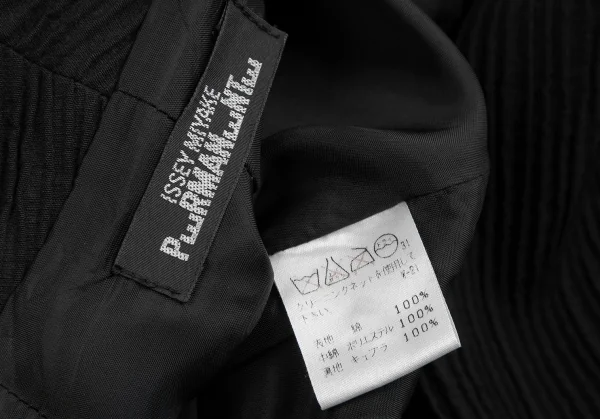 ISSEY MIYAKE
PERMANENTE
クリーニングネットを使用して
下さい。
表地 綿 100%
中綿 ポリエステル 100%
裏地 キュプラ 100%